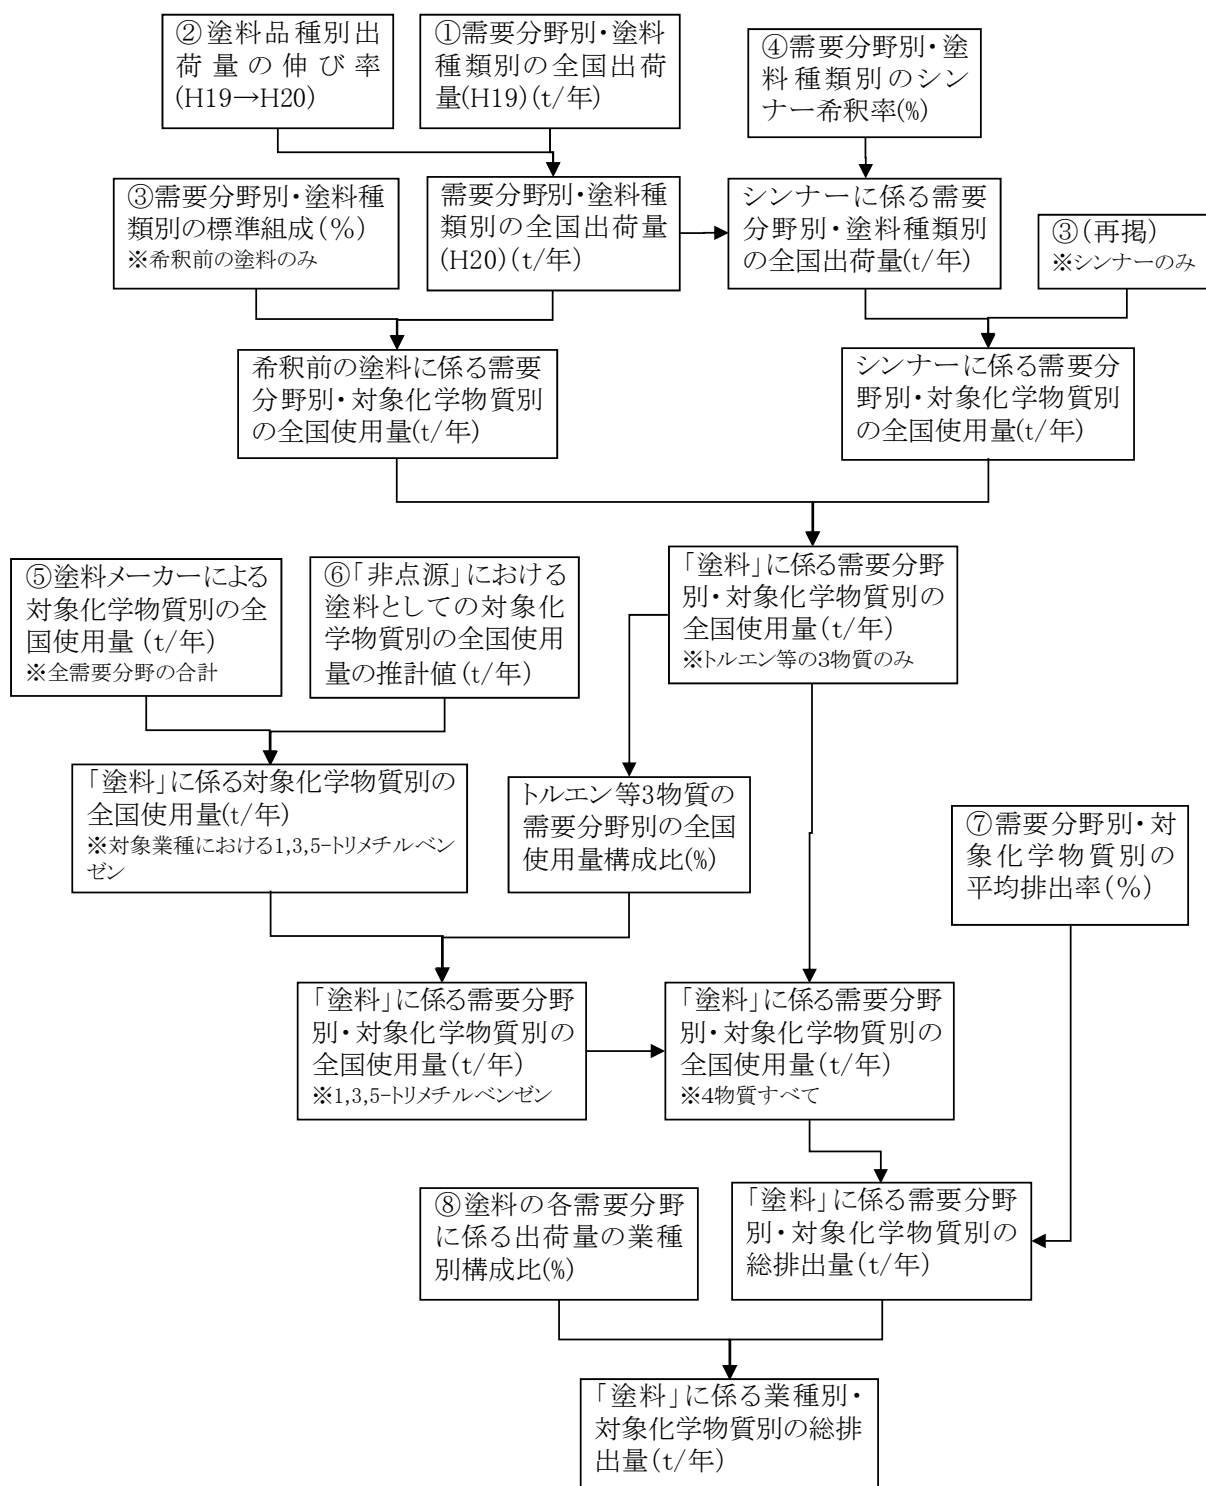 ②塗料品種別出
荷量の伸び率
(H19→H20)
①需要分野別・塗料
種類別の全国出荷
量(H19)(t/年)
④需要分野別・塗
料種類別のシン
ナー希釈率(%)
③需要分野別・塗料種
類別の標準組成(%)
※希釈前の塗料のみ
需要分野別・塗料種
類別の全国出荷量
(H20)(t/年)
シンナーに係る需要
分野別・塗料種類別
の全国出荷量(t/年)
③(再掲)
※シンナーのみ
希釈前の塗料に係る需要
分野別・対象化学物質別
の全国使用量(t/年)
シンナーに係る需要分
野別・対象化学物質別
の全国使用量(t/年)
⑤塗料メーカーによる
対象化学物質別の全
国使用量(t/年)
※全需要分野の合計
⑥「非点源」における
塗料としての対象化
学物質別の全国使用
量の推計値(t/年)
「塗料」に係る需要分野
別・対象化学物質別の
全国使用量(t/年)
※トルエン等の3物質のみ
「塗料」に係る対象化学物質別の
全国使用量(t/年)
※対象業種における1,3,5-トリメチルベン
ゼン
トルエン等3物質の
需要分野別の全国
使用量構成比(%)
⑦需要分野別・対
象化学物質別の
平均排出率(%)
「塗料」に係る需要分野
別・対象化学物質別の
全国使用量(t/年)
※1,3,5-トリメチルベンゼン
「塗料」に係る需要分野
別・対象化学物質別の
全国使用量(t/年)
※4物質すべて
⑧塗料の各需要分野
に係る出荷量の業種
別構成比(%)
「塗料」に係る需要分野
別・対象化学物質別の
総排出量(t/年)
「塗料」に係る業種別・
対象化学物質別の総排
出量(t/年)